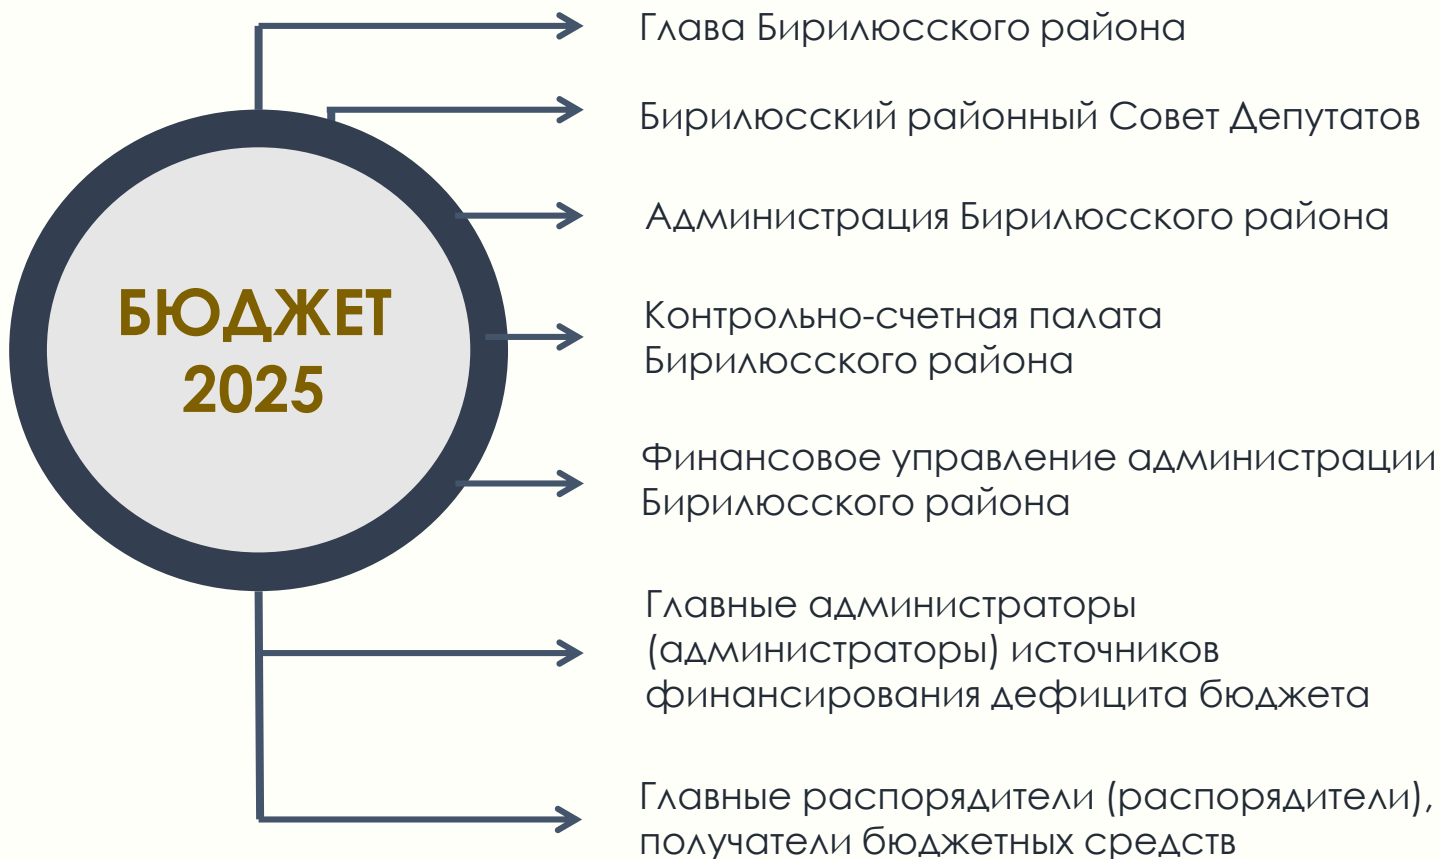 Глава Бирилюсского района
Бирилюсский районный Совет Депутатов
Администрация Бирилюсского района
БЮДЖЕТ
2025
Контрольно-счетная палата
Бирилюсского района
Финансовое управление администрации
Бирилюсского района
Главные администраторы
(администраторы) источников
финансирования дефицита бюджета
Главные распорядители (распорядители),
получатели бюджетных средств